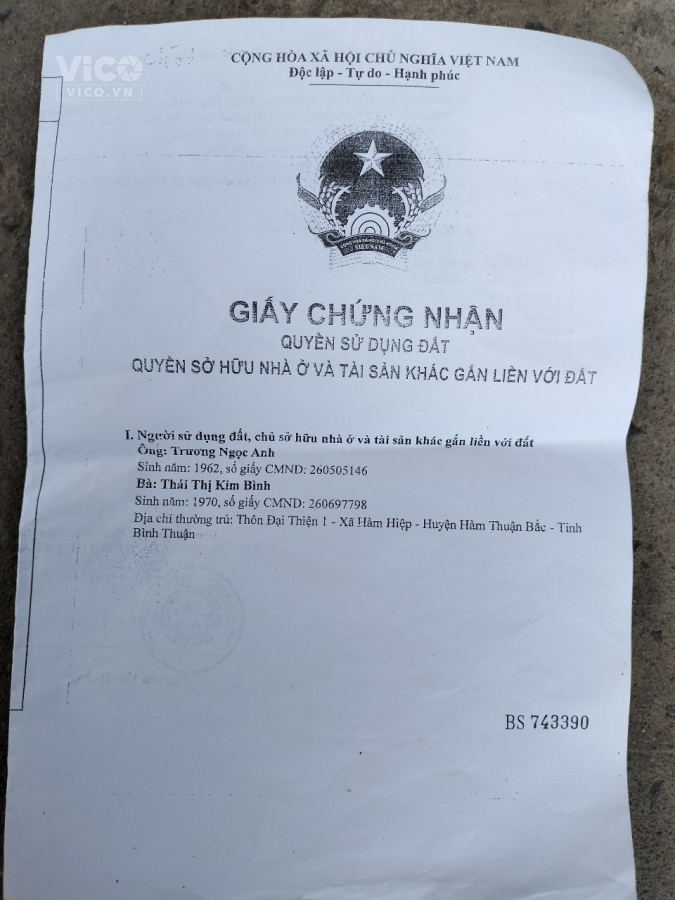 ViCO
VICO.VN
CỘNG HÒA XÃ HỘI CHỦ NGHĨA VIỆT NAM
Độc lập - Tự do - Hạnh phúc
VIỆT NAM
GIẤY CHỨNG NHẬN
QUYỀN SỬ DỤNG ĐẤT
QUYỀN SỞ HỮU NHÀ Ở VÀ TÀI SẢN KHÁC GẮN LIỀN VỚI ĐẤT
I. Người sử dụng đất, chủ sở hữu nhà ở và tài sản khác gắn liền với đất
Ông: Trương Ngọc Anh
Sinh năm: 1962, số giấy CMND: 260505146
Bà: Thái Thị Kim Bình
Sinh năm: 1970, số giấy CMND: 260697798
Địa chỉ thường trú: Thôn Đại Thiện 1 - Xã Hàm Hiệp - Huyện Hàm Thuận Bắc - Tỉnh
Bình Thuận
BS 743390